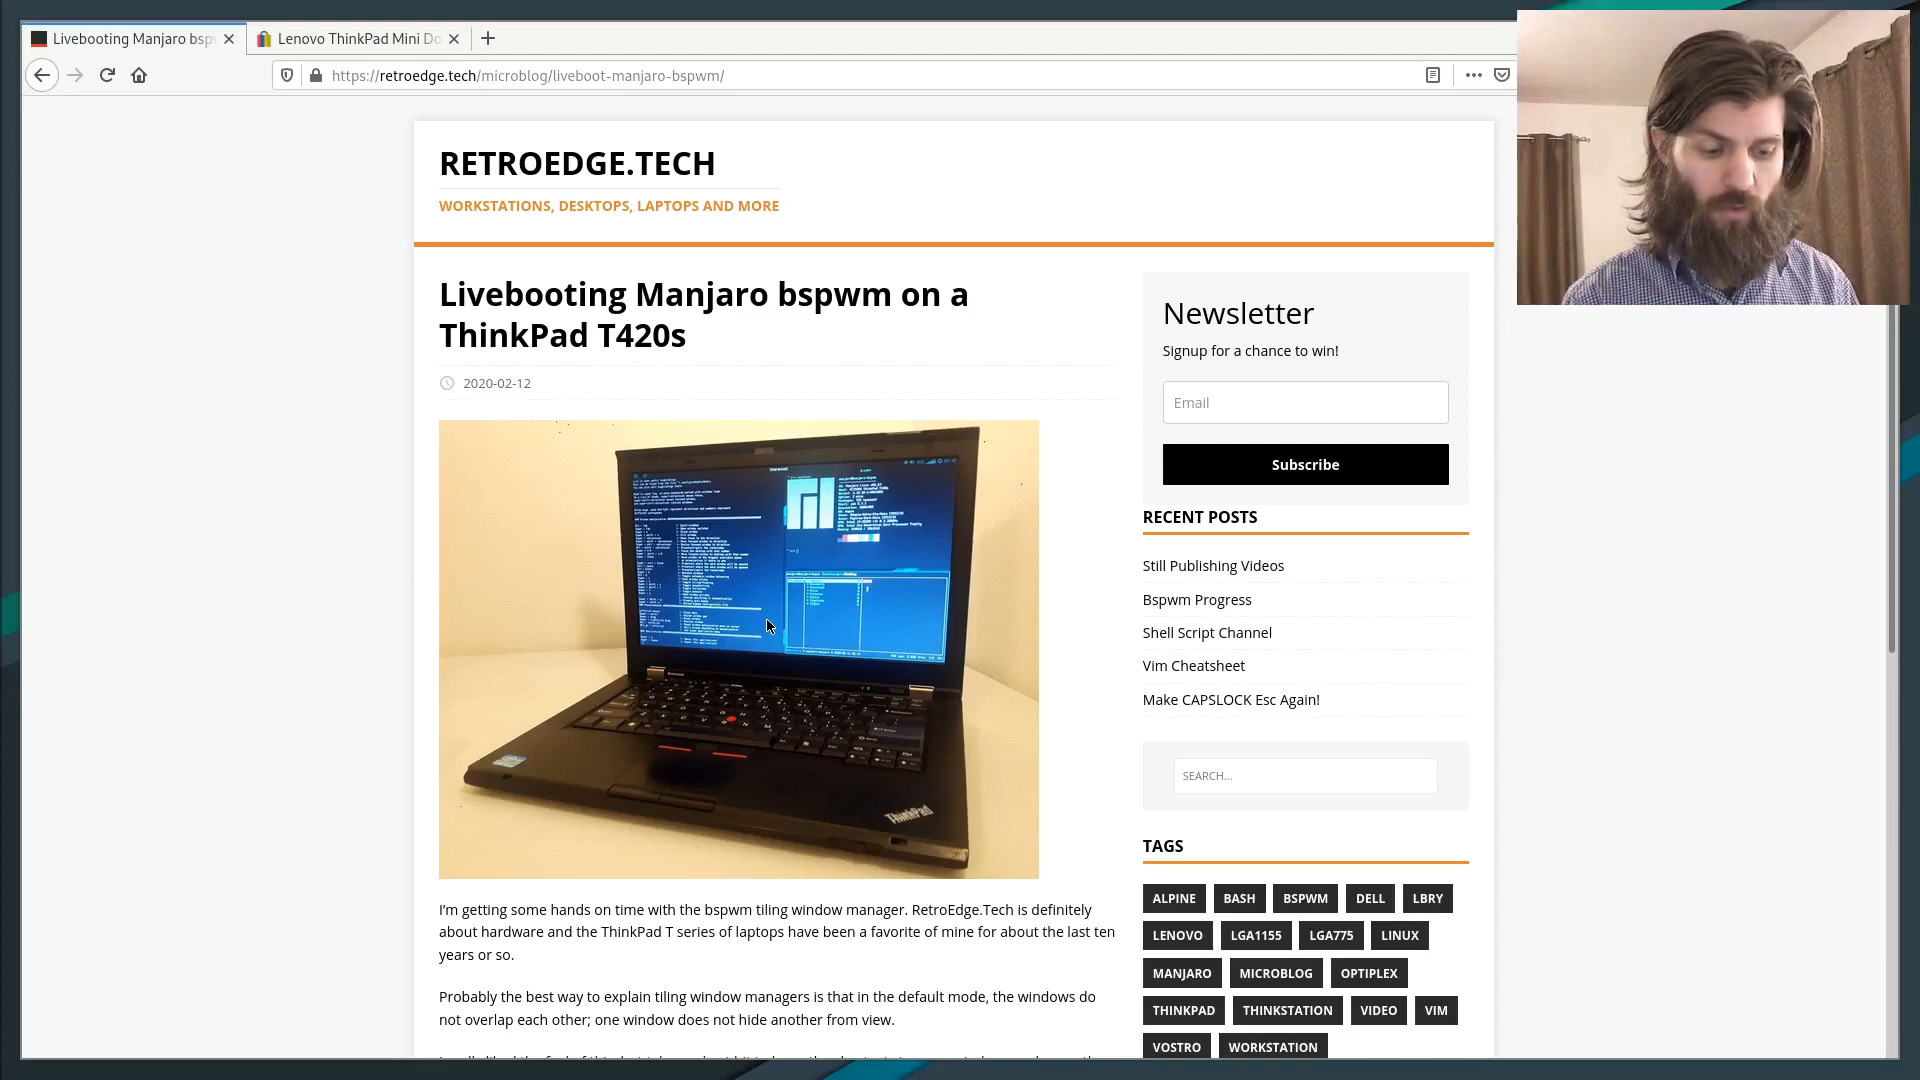 Livebooting Manjaro bsp
Lenovo ThinkPad Mini Do
https://retroedge.tech/microblog/liveboot-manjaro-bspwm/
RETROEDGE.TECH
WORKSTATIONS, DESKTOPS, LAPTOPS AND MORE
Livebooting Manjaro bspwm on a
ThinkPad T420s
2020-02-12
ThinkPad
I'm getting some hands on time with the bspwm tiling window manager. RetroEdge.Tech is definitely
about hardware and the ThinkPad T series of laptops have been a favorite of mine for about the last ten
years or so.
Probably the best way to explain tiling window managers is that in the default mode, the windows do
not overlap each other; one window does not hide another from view.
Newsletter
Signup for a chance to win!
Email
Subscribe
RECENT POSTS
Still Publishing Videos
Bspwm Progress
Shell Script Channel
Vim Cheatsheet
Make CAPSLOCK Esc Again!
SEARCH...
TAGS
ALPINE BASH BSPWM DELL LBRY
LENOVO LGA1155 LGA775 LINUX
MANJARO MICROBLOG OPTIPLEX
THINKPAD THINKSTATION VIDEO VIM
VOSTRO WORKSTATION